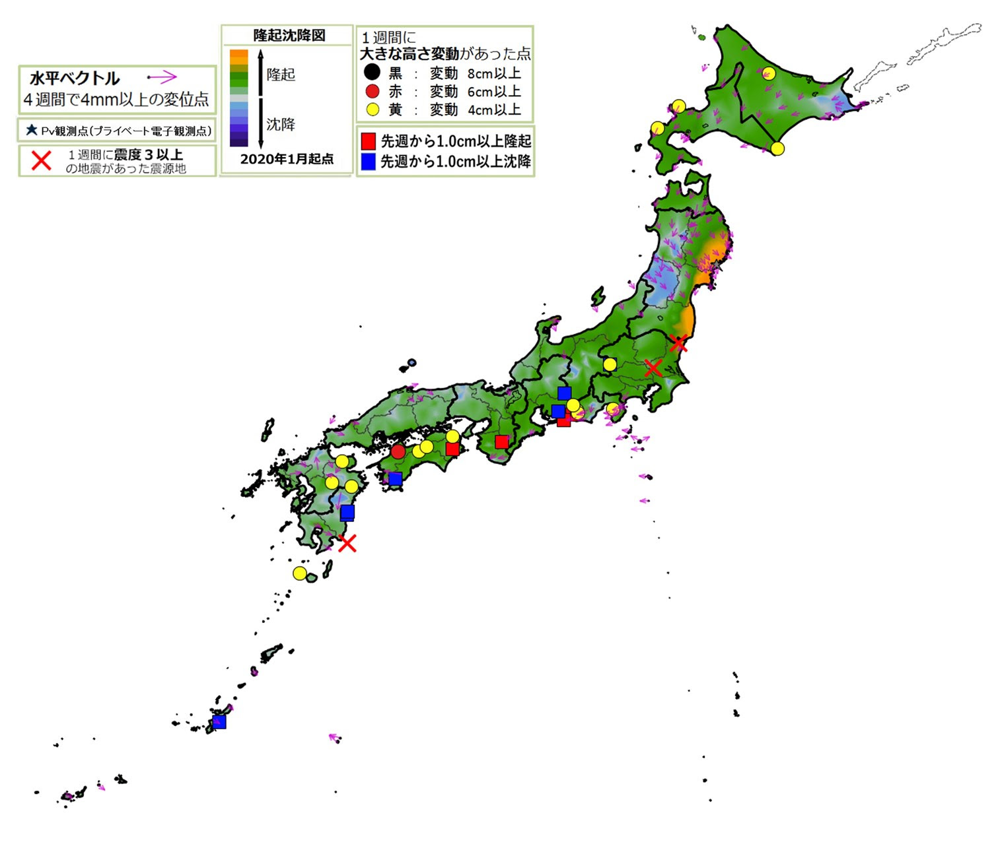 水平ベクトル
４週間で4mm以上の変位点
Pv観測点(プライベート電子観測点)
１週間に震度３以上
の地震があった震源地
隆起沈降図
隆起
沈降
2020年1月起点
１週間に
大きな高さ変動があった点
黒 ： 変動 8cm以上
赤 ： 変動 6cm以上
黄 ： 変動 4cm以上
先週から1.0cm以上隆起
先週から1.0cm以上沈降